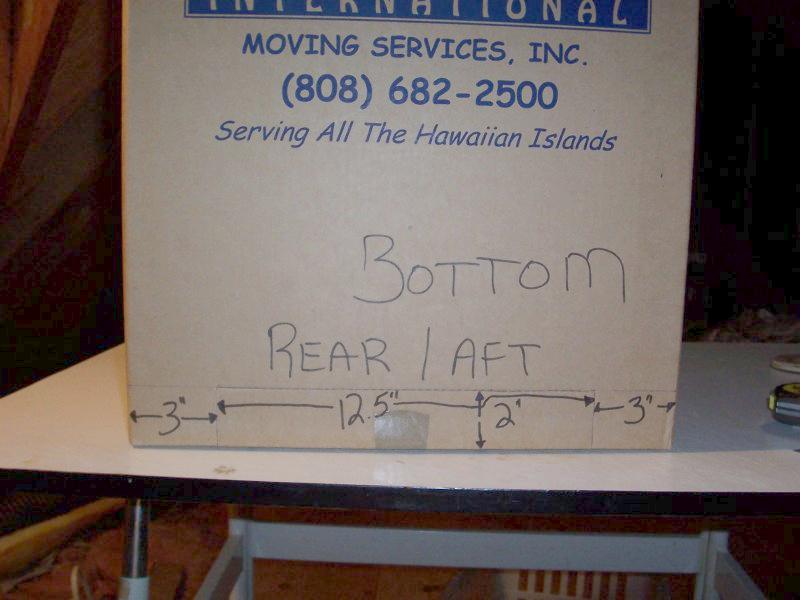 INTERNATIONAL
MOVING SERVICES, INC.
(808) 682-2500
Serving All The Hawaiian Islands
BOTTOM
REAR / AFT
3" 12.5" 2" 3"